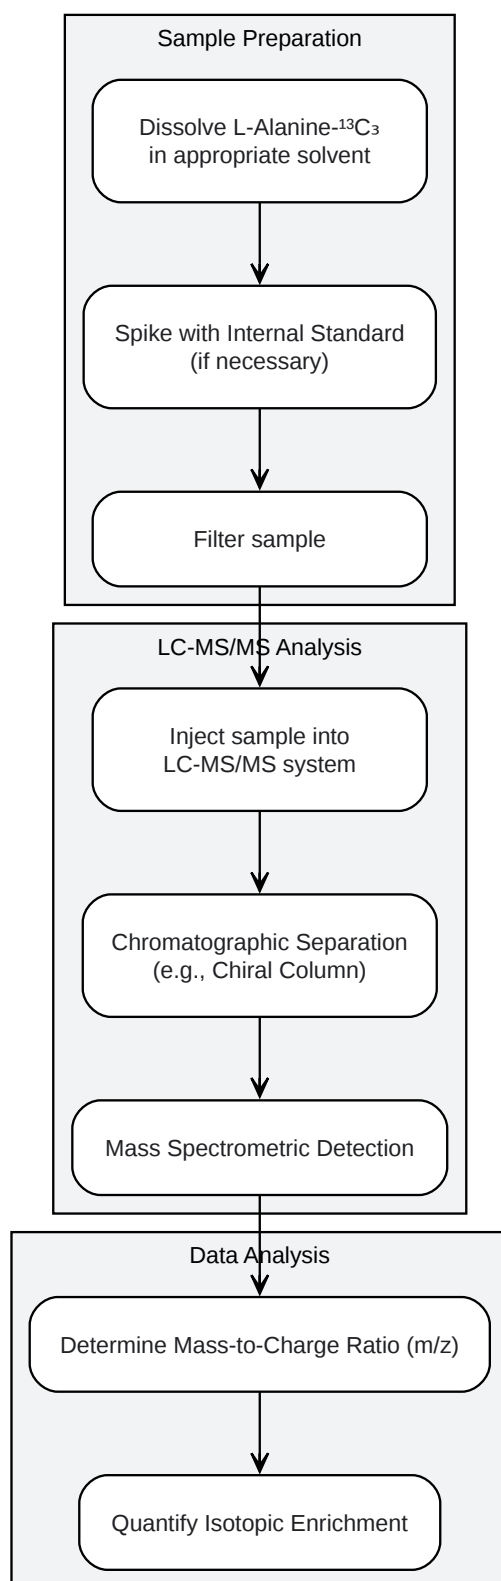 Sample Preparation
Dissolve L-Alanine-¹³C₃
in appropriate solvent
Spike with Internal Standard
(if necessary)
Filter sample
LC-MS/MS Analysis
Inject sample into
LC-MS/MS system
Chromatographic Separation
(e.g., Chiral Column)
Mass Spectrometric Detection
Data Analysis
Determine Mass-to-Charge Ratio (m/z)
Quantify Isotopic Enrichment